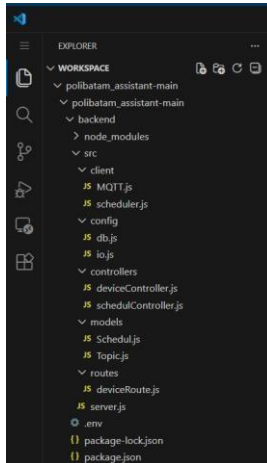 EXPLORER
WORKSPACE
polibatam_assistant-main
polibatam_assistant-main
backend
node_modules
src
client
JS MQTT.js
JS scheduler.js
config
JS db.js
JS io.js
controllers
JS deviceController.js
JS schedulController.js
models
JS Schedul.js
JS Topic.js
routes
JS deviceRoute.js
JS server.js
.env
{} package-lock.json
{} package.json